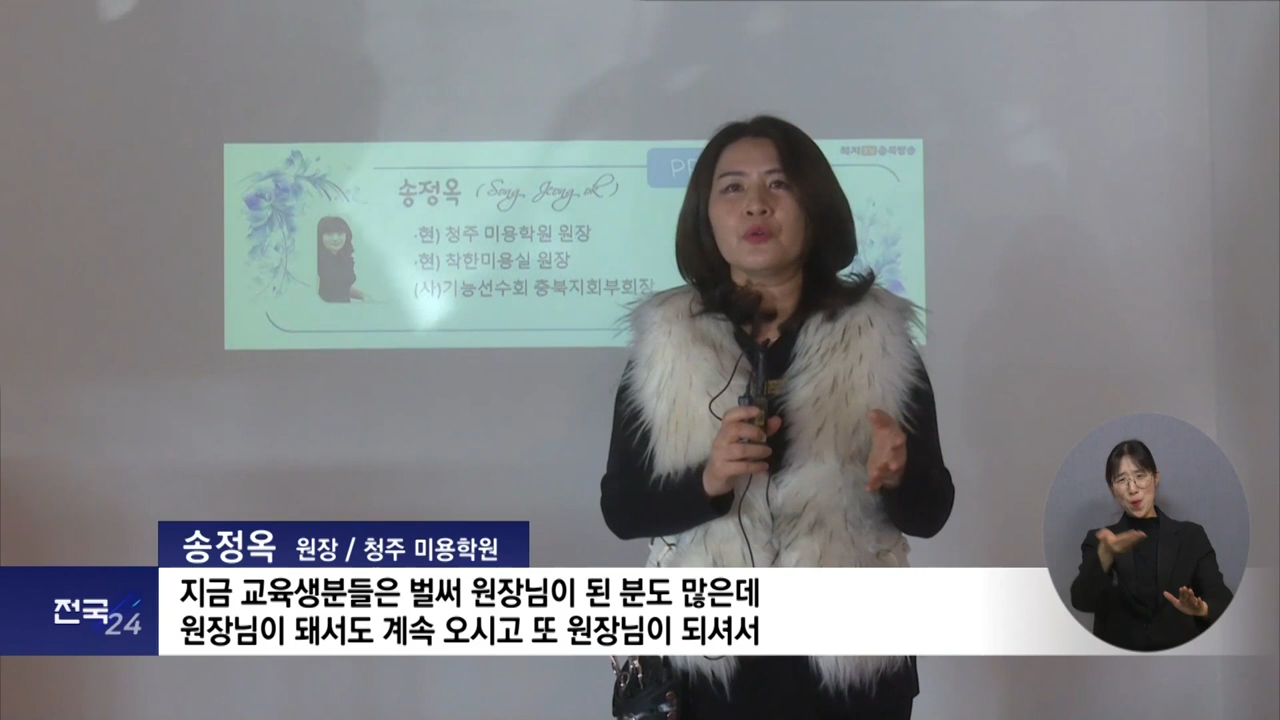 송정옥 (Song, Jeong, ok)
·현) 청주 미용학원 원장
·현) 착한미용실 원장
(사)기능선수회 충북지회부회장
송정옥 원장 / 청주 미용학원
전국24
지금 교육생분들은 벌써 원장님이 된 분도 많은데
원장님이 돼서도 계속 오시고 또 원장님이 되셔서